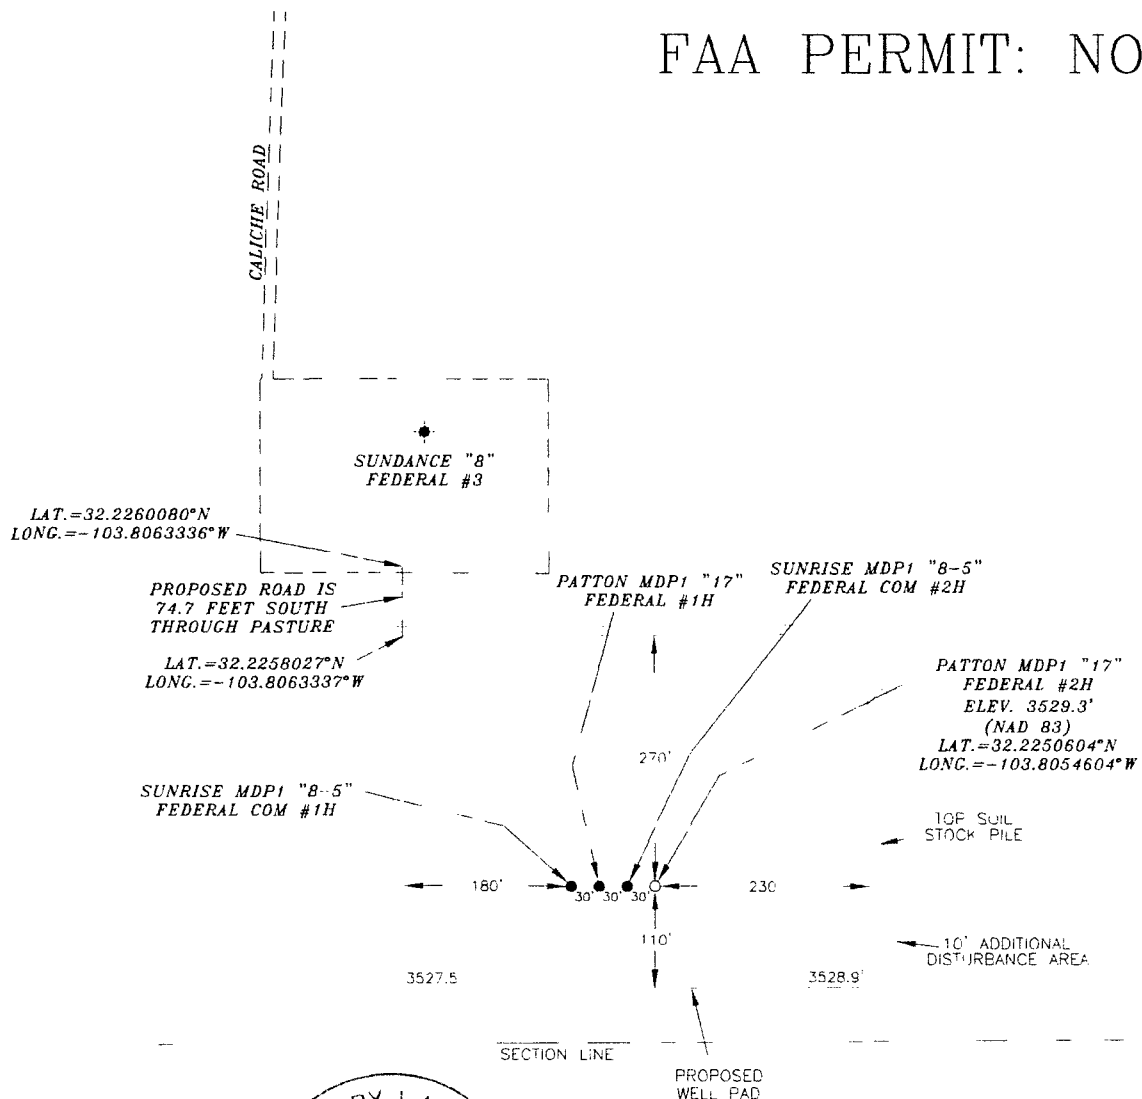 FAA PERMIT: NO
CALICHE ROAD
SUNDANCE "8"
FEDERAL #3
LAT.=32.2260080°N
LONG.=-103.8063336°W
PROPOSED ROAD IS
74.7 FEET SOUTH
THROUGH PASTURE
LAT.=32.2258027°N
LONG.=-103.8063337°W
PATTON MDP1 "17"
FEDERAL #1H
SUNRISE MDP1 "8-5"
FEDERAL COM #2H
PATTON MDP1 "17"
FEDERAL #2H
ELEV. 3529.3'
(NAD 83)
LAT.=32.2250604°N
LONG.=-103.8054604°W
270'
SUNRISE MDP1 "8-5"
FEDERAL COM #1H
TOP SOIL
STOCK PILE
180'
30'
30'
30'
230
110'
10' ADDITIONAL
DISTURBANCE AREA
3527.5
3528.9'
SECTION LINE
PROPOSED
WELL PAD